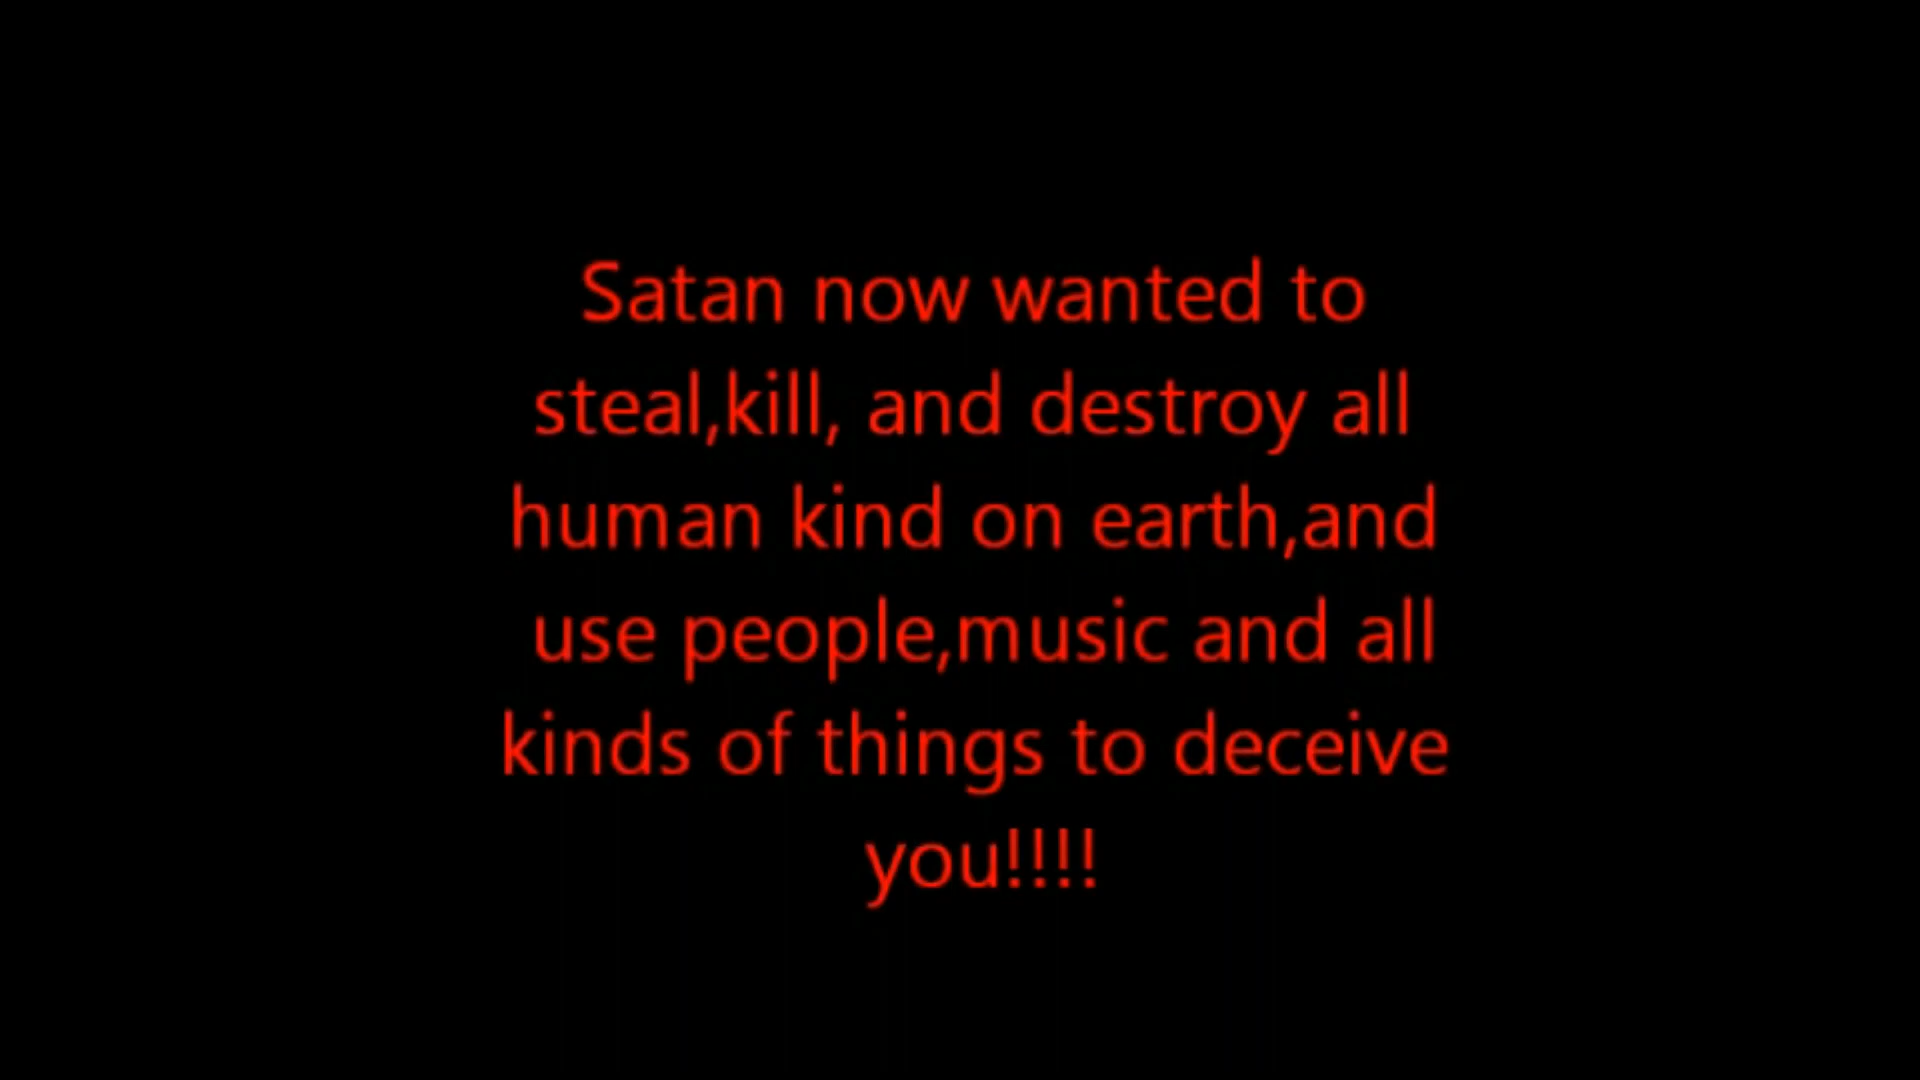 Satan now wanted to
steal,kill, and destroy all
human kind on earth,and
use people,music and all
kinds of things to deceive
you!!!!